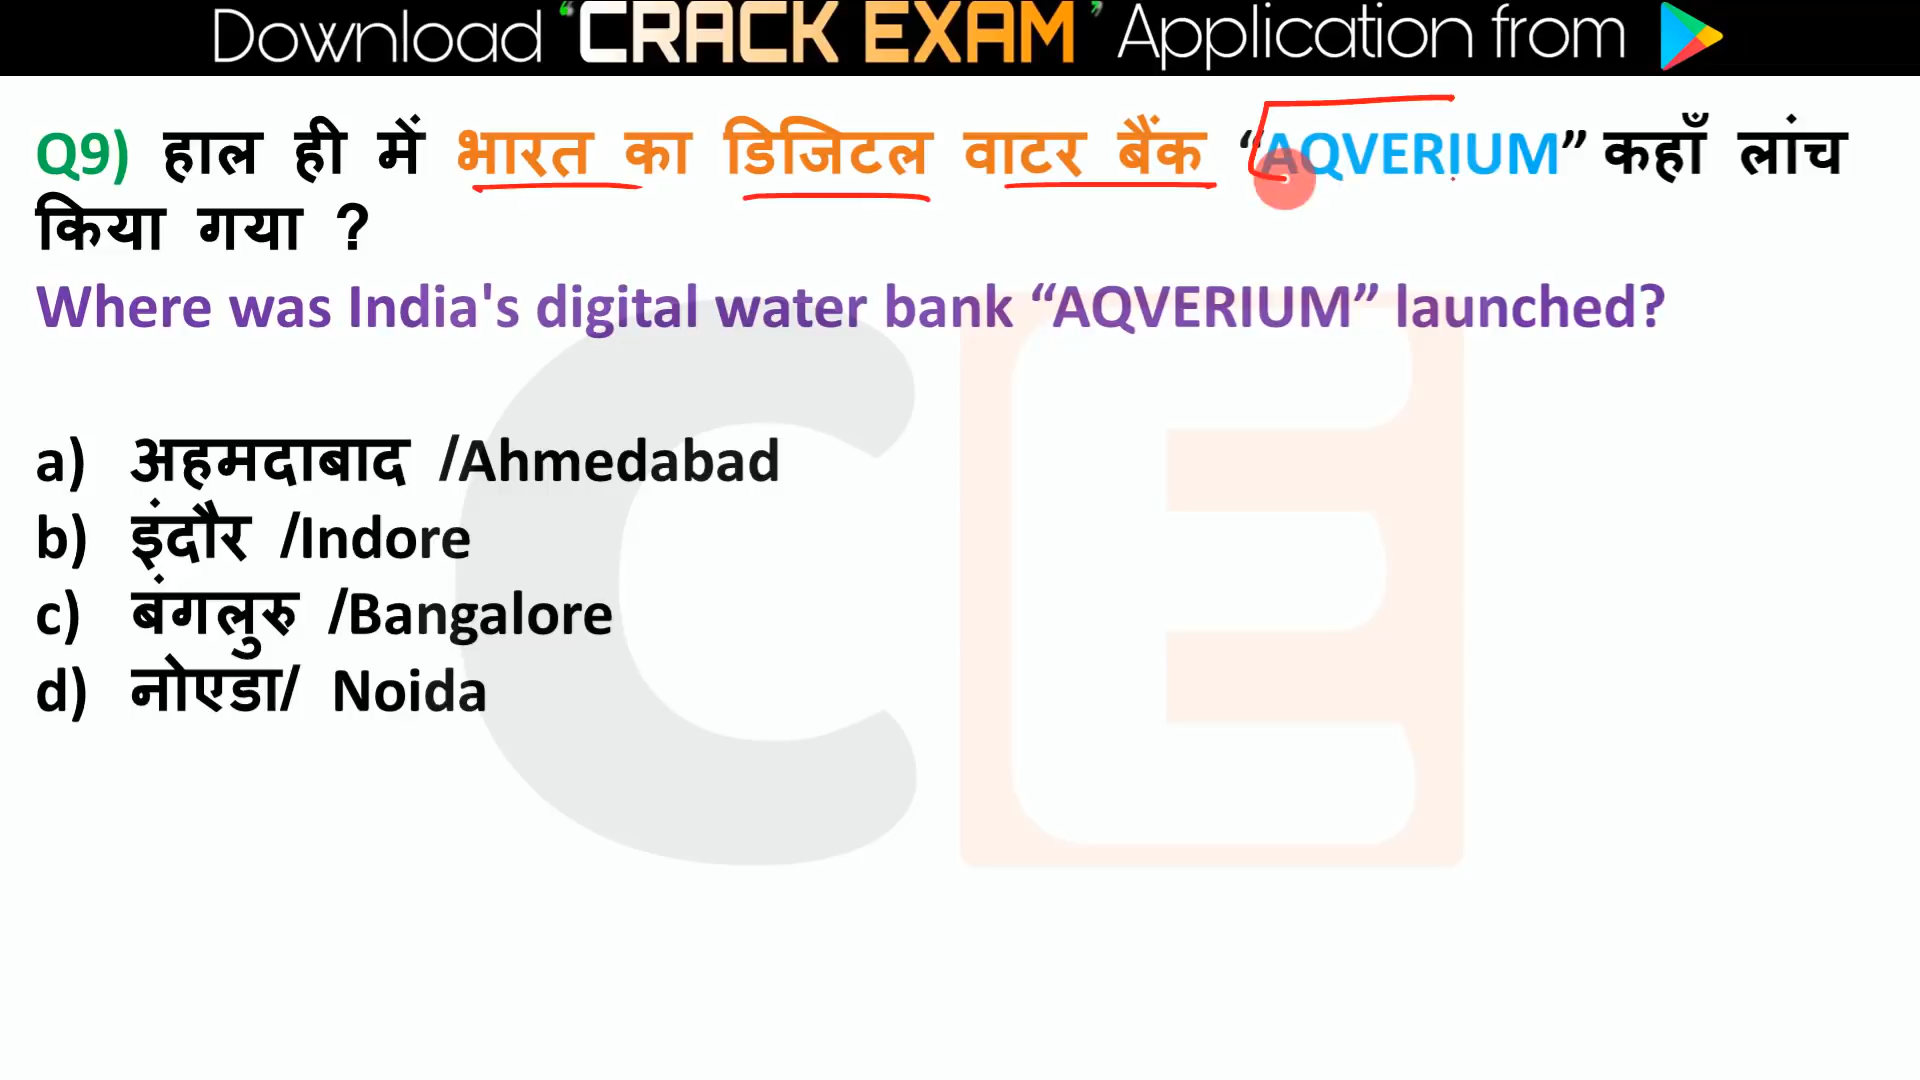 Download “CRACK EXAM” Application from
Q9) हाल ही में भारत का डिजिटल वाटर बैंक “AQVERIUM” कहाँ लांच
किया गया ?
Where was India's digital water bank “AQVERIUM” launched?
a) अहमदाबाद /Ahmedabad
b) इंदौर /Indore
c) बंगलुरु /Bangalore
d) नोएडा/ Noida
CE